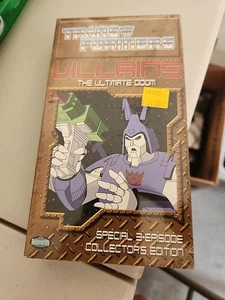 TRANSFORMERS
VILLAINS
THE ULTIMATE DOOM
SPECIAL 3-EPISODE
COLLECTOR'S EDITION